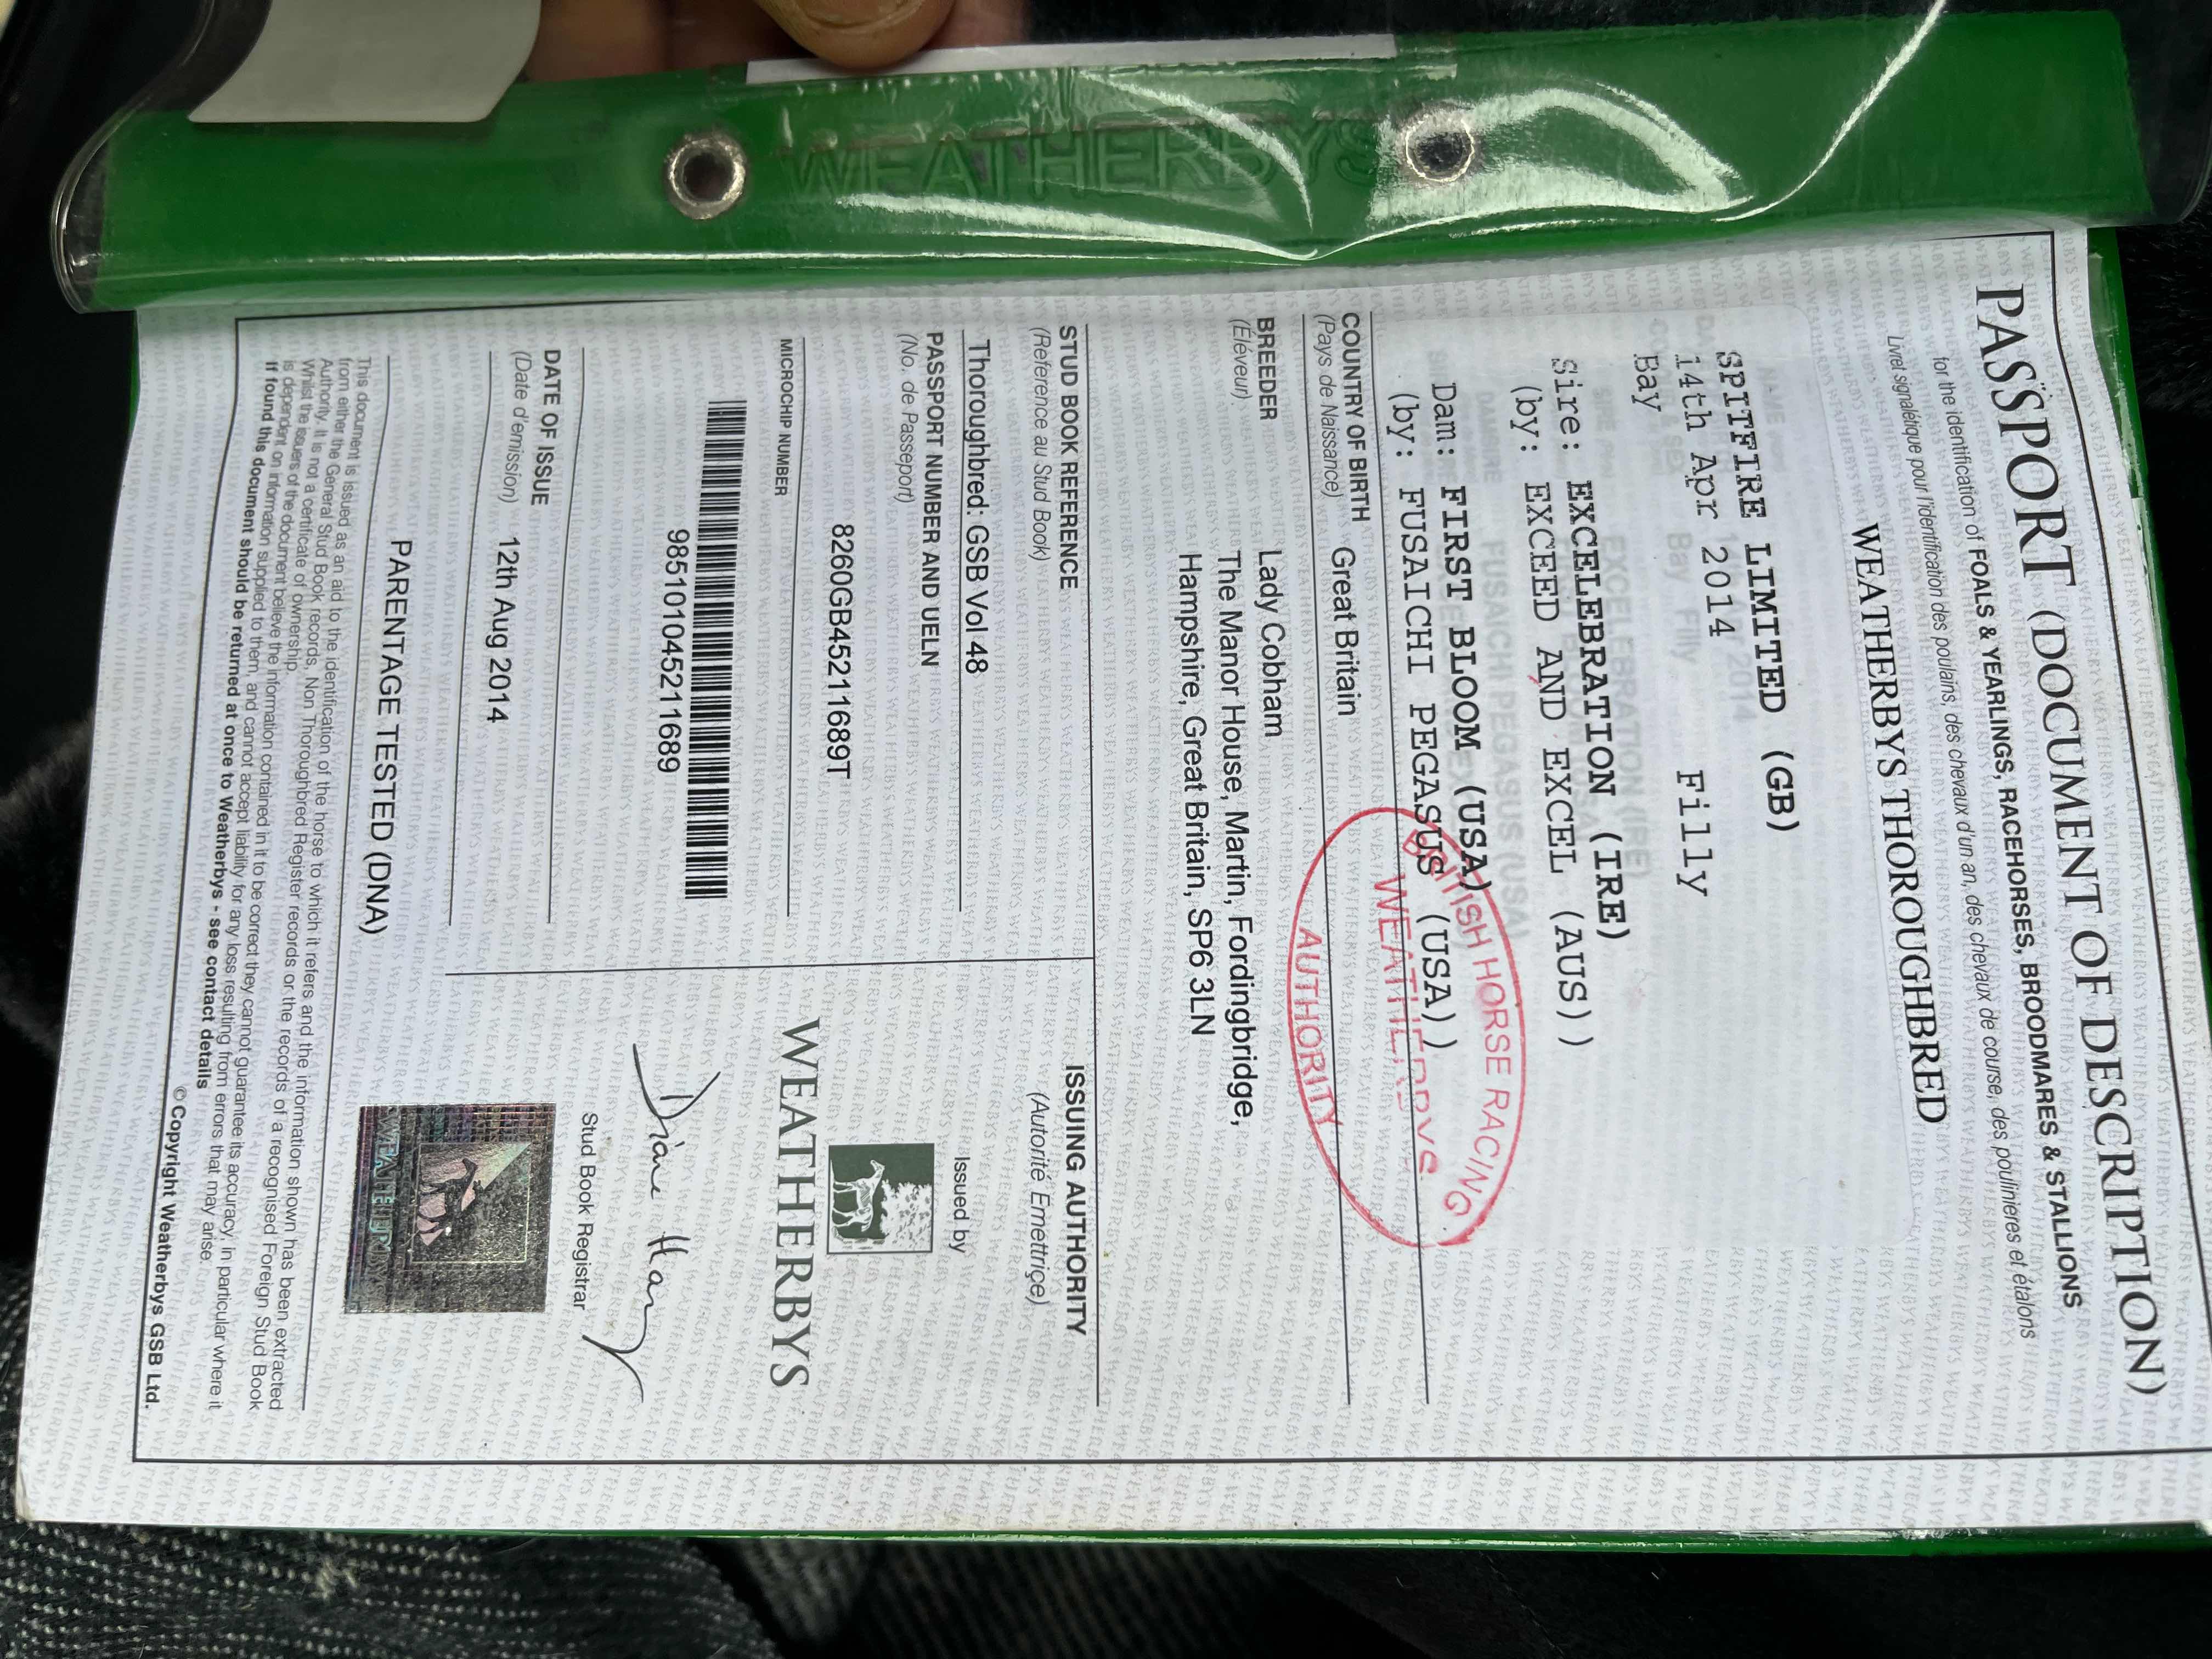 WEATHERBYS
PASSPORT (DOCUMENT OF DESCRIPTION)
for the identification of FOALS & YEARLINGS, RACEHORSES, BROODMARES & STALLIONS
Livret signalétique pour l'identification des poulains, des chevaux d'un an, des chevaux de course, des poulinieres et étalons
WEATHERBYS THOROUGHBRED
SPITFIRE LIMITED (GB)
14th Apr 2014 Filly
Bay
Sire: EXCELEBRATION (IRE)
(by: EXCEED AND EXCEL (AUS))
Dam: FIRST BLOOM (USA)
(by: FUSAICHI PEGASUS (USA))
BRITISH HORSE RACING
WEATHERBYS
AUTHORITY
COUNTRY OF BIRTH Great Britain
(Pays de Naissance)
BREEDER Lady Cobham
(Éleveur) The Manor House, Martin, Fordingbridge,
Hampshire, Great Britain, SP6 3LN
STUD BOOK REFERENCE
(Réference au Stud Book)
Thoroughbred: GSB Vol 48
PASSPORT NUMBER AND UELN
(No. de Passeport)
8260GB45211689T
MICROCHIP NUMBER
985101045211689
DATE OF ISSUE
(Date d'emission) 12th Aug 2014
PARENTAGE TESTED (DNA)
ISSUING AUTHORITY
(Autorité Emettriçe)
Issued by
WEATHERBYS
Stud Book Registrar
WEATHERBYS
This document is issued as an aid to the identification of the horse to which it refers and the information shown has been extracted
from either the General Stud Book records, Non Thoroughbred Register records or the records of a recognised Foreign Stud Book
Authority. It is not a certificate of ownership.
Whilst the issuers of the document believe the information contained in it to be correct they cannot guarantee its accuracy, in particular where it
is dependent on information supplied to them, and cannot accept liability for any loss resulting from errors that may arise.
If found this document should be returned at once to Weatherbys - see contact details
© Copyright Weatherbys GSB Ltd.